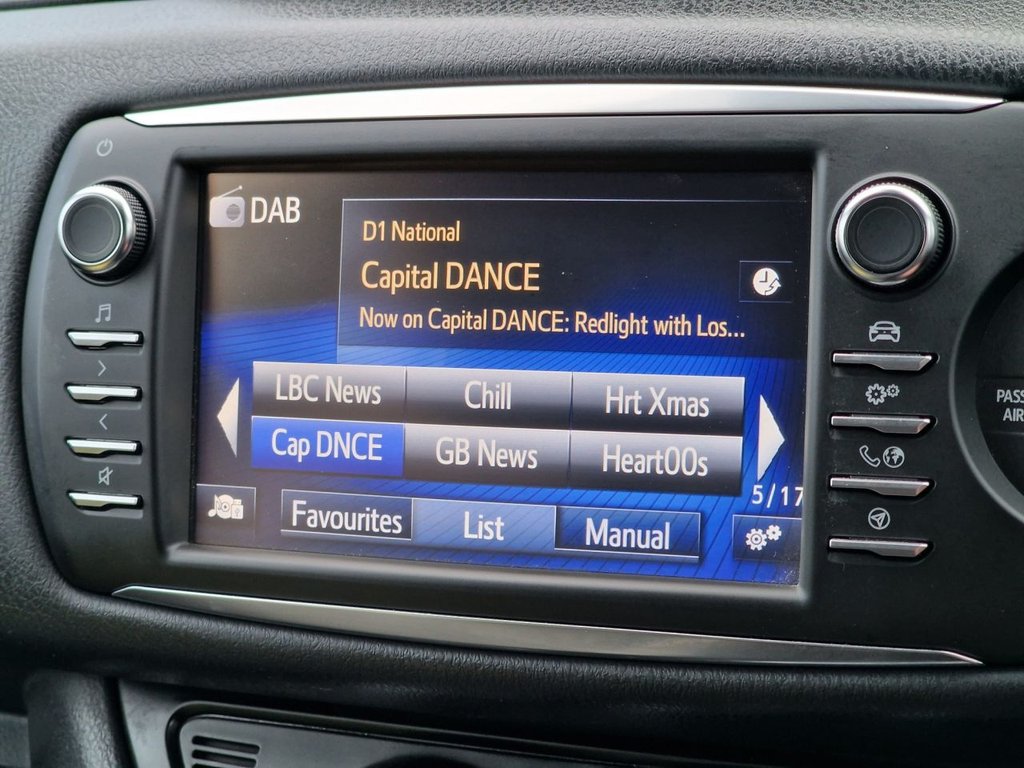 DAB
D1 National
Capital DANCE
Now on Capital DANCE: Redlight with Los...
LBC News Chill Hrt Xmas
Cap DNCE GB News Heart00s
5/17
Favourites List Manual
PASS
AIR